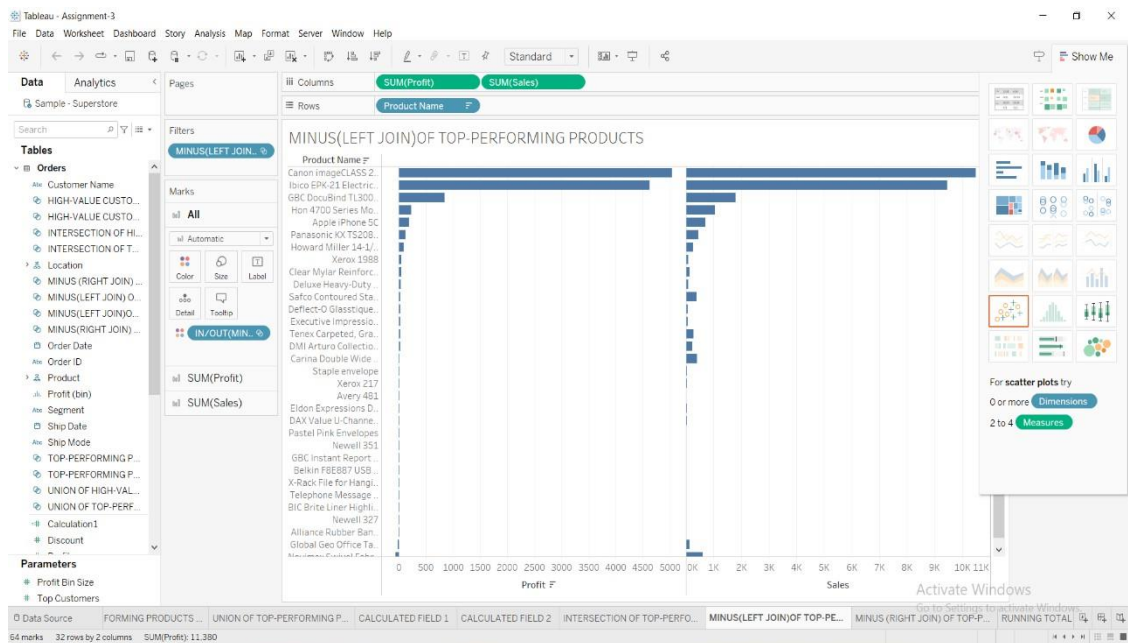 Tableau - Assignment-3
File Data Worksheet Dashboard Story Analysis Map Format Server Window Help
Standard
Show Me
Data Analytics
Sample - Superstore
Search
Tables
Orders
Abc Customer Name
HIGH-VALUE CUSTO...
HIGH-VALUE CUSTO...
INTERSECTION OF HI...
INTERSECTION OF T...
Location
MINUS (RIGHT JOIN) ...
MINUS(LEFT JOIN) O...
MINUS(LEFT JOIN)O...
MINUS(RIGHT JOIN) ...
Order Date
Abc Order ID
Product
Profit (bin)
Abc Segment
Ship Date
Abc Ship Mode
TOP-PERFORMING P...
TOP-PERFORMING P...
UNION OF HIGH-VAL...
UNION OF TOP-PERF...
Calculation1
Discount
Parameters
Profit Bin Size
Top Customers
Pages
Filters
MINUS(LEFT JOIN..
Marks
All
Automatic
Color Size Label
Detail Tooltip
IN/OUT(MIN..
SUM(Profit)
SUM(Sales)
Columns SUM(Profit) SUM(Sales)
Rows Product Name
MINUS(LEFT JOIN)OF TOP-PERFORMING PRODUCTS
Product Name
Canon imageCLASS 2..
Ibico EPK-21 Electric..
GBC DocuBind TL300..
Hon 4700 Series Mo..
Apple iPhone 5C
Panasonic KX TS208..
Howard Miller 14-1/..
Xerox 1988
Clear Mylar Reinforc..
Deluxe Heavy-Duty..
Safco Contoured Sta..
Deflect-O Glasstique..
Executive Impressio..
Tenex Carpeted, Gra..
DMI Arturo Collectio..
Carina Double Wide ..
Staple envelope
Xerox 217
Avery 481
Eldon Expressions D..
DAX Value U-Channe..
Pastel Pink Envelopes
Newell 351
GBC Instant Report ..
Belkin F8E887 USB ..
X-Rack File for Hangi..
Telephone Message ..
BIC Brite Liner Highli..
Newell 327
Alliance Rubber Ban..
Global Geo Office Ta..
0 500 1000 1500 2000 2500 3000 3500 4000 4500 5000 0K 1K 2K 3K 4K 5K 6K 7K 8K 9K 10K 11K
Profit Sales
For scatter plots try
0 or more Dimensions
2 to 4 Measures
Activate Windows
Go to Settings to activate Windows.
Data Source FORMING PRODUCTS ... UNION OF TOP-PERFORMING P... CALCULATED FIELD 1 CALCULATED FIELD 2 INTERSECTION OF TOP-PERFO... MINUS(LEFT JOIN)OF TOP-PE... MINUS (RIGHT JOIN) OF TOP-P... RUNNING TOTAL
64 marks 32 rows by 2 columns SUM(Profit): 11,380